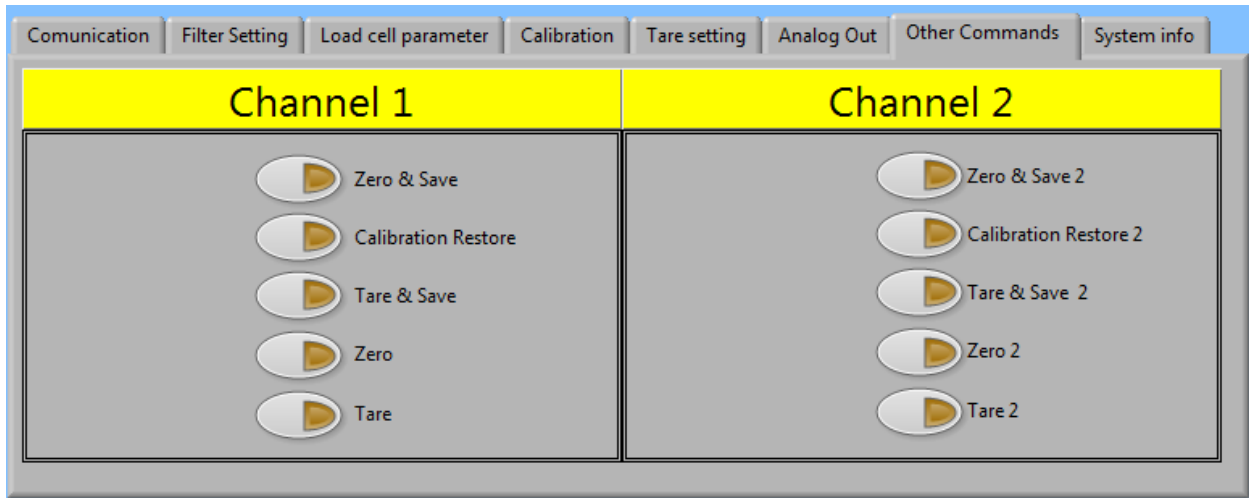 Comunication Filter Setting Load cell parameter Calibration Tare setting Analog Out Other Commands System info
Channel 1
Zero & Save
Calibration Restore
Tare & Save
Zero
Tare
Channel 2
Zero & Save 2
Calibration Restore 2
Tare & Save 2
Zero 2
Tare 2